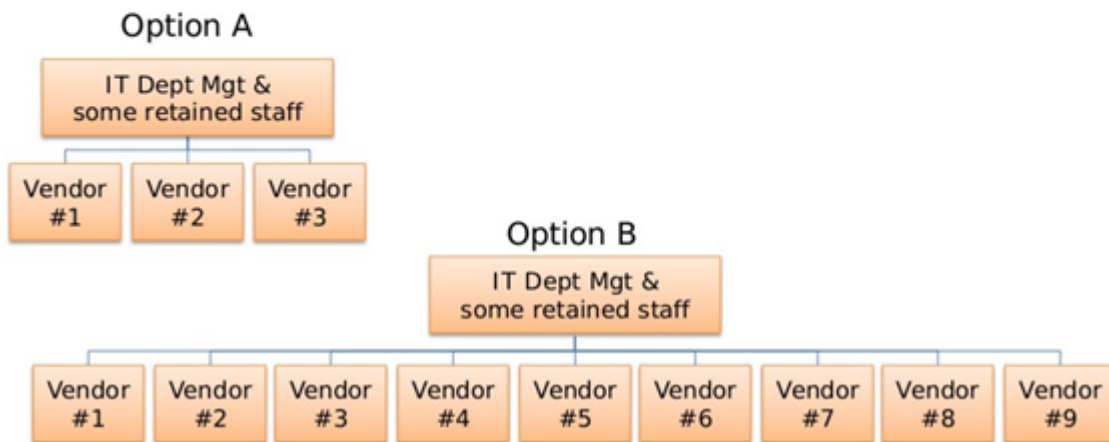 Option A
IT Dept Mgt &
some retained staff
Vendor
#1
Vendor
#2
Vendor
#3
Option B
IT Dept Mgt &
some retained staff
Vendor
#1
Vendor
#2
Vendor
#3
Vendor
#4
Vendor
#5
Vendor
#6
Vendor
#7
Vendor
#8
Vendor
#9